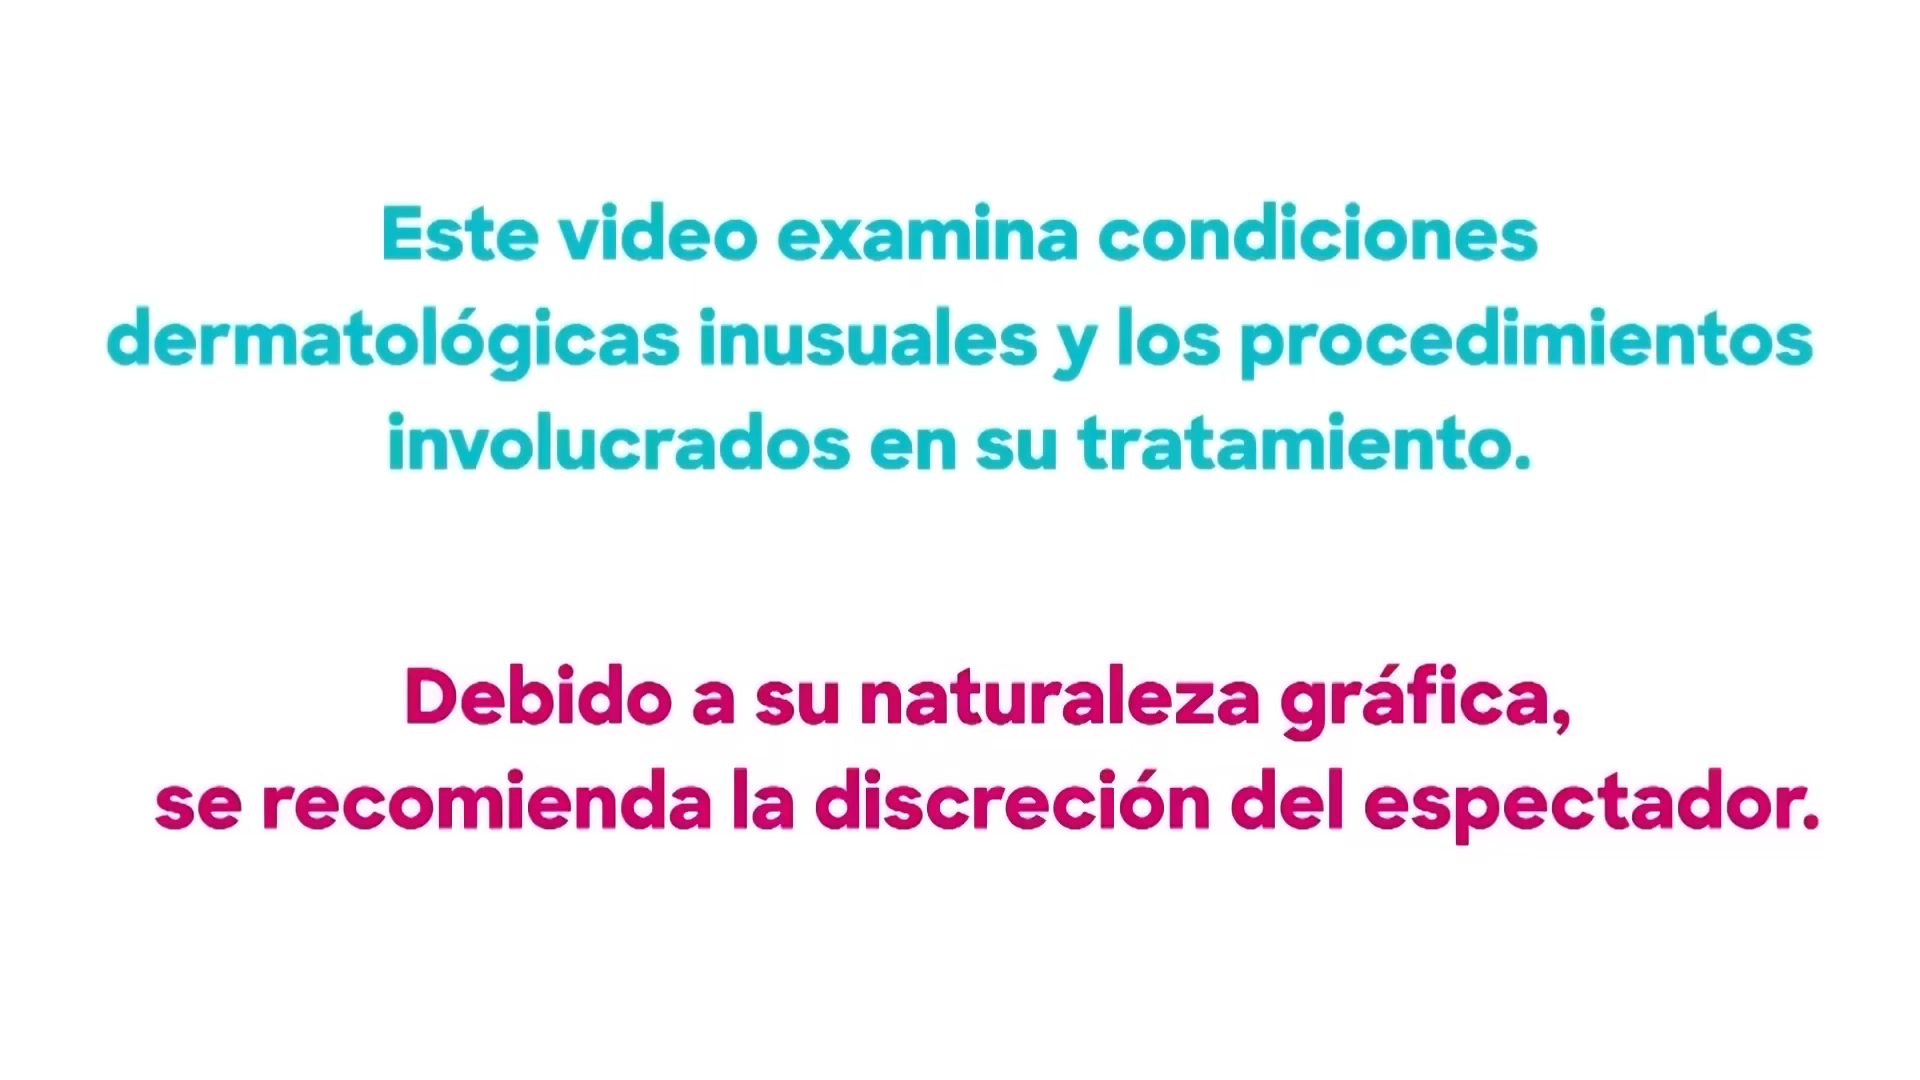 Este video examina condiciones
dermatológicas inusuales y los procedimientos
involucrados en su tratamiento.
Debido a su naturaleza gráfica,
se recomienda la discreción del espectador.